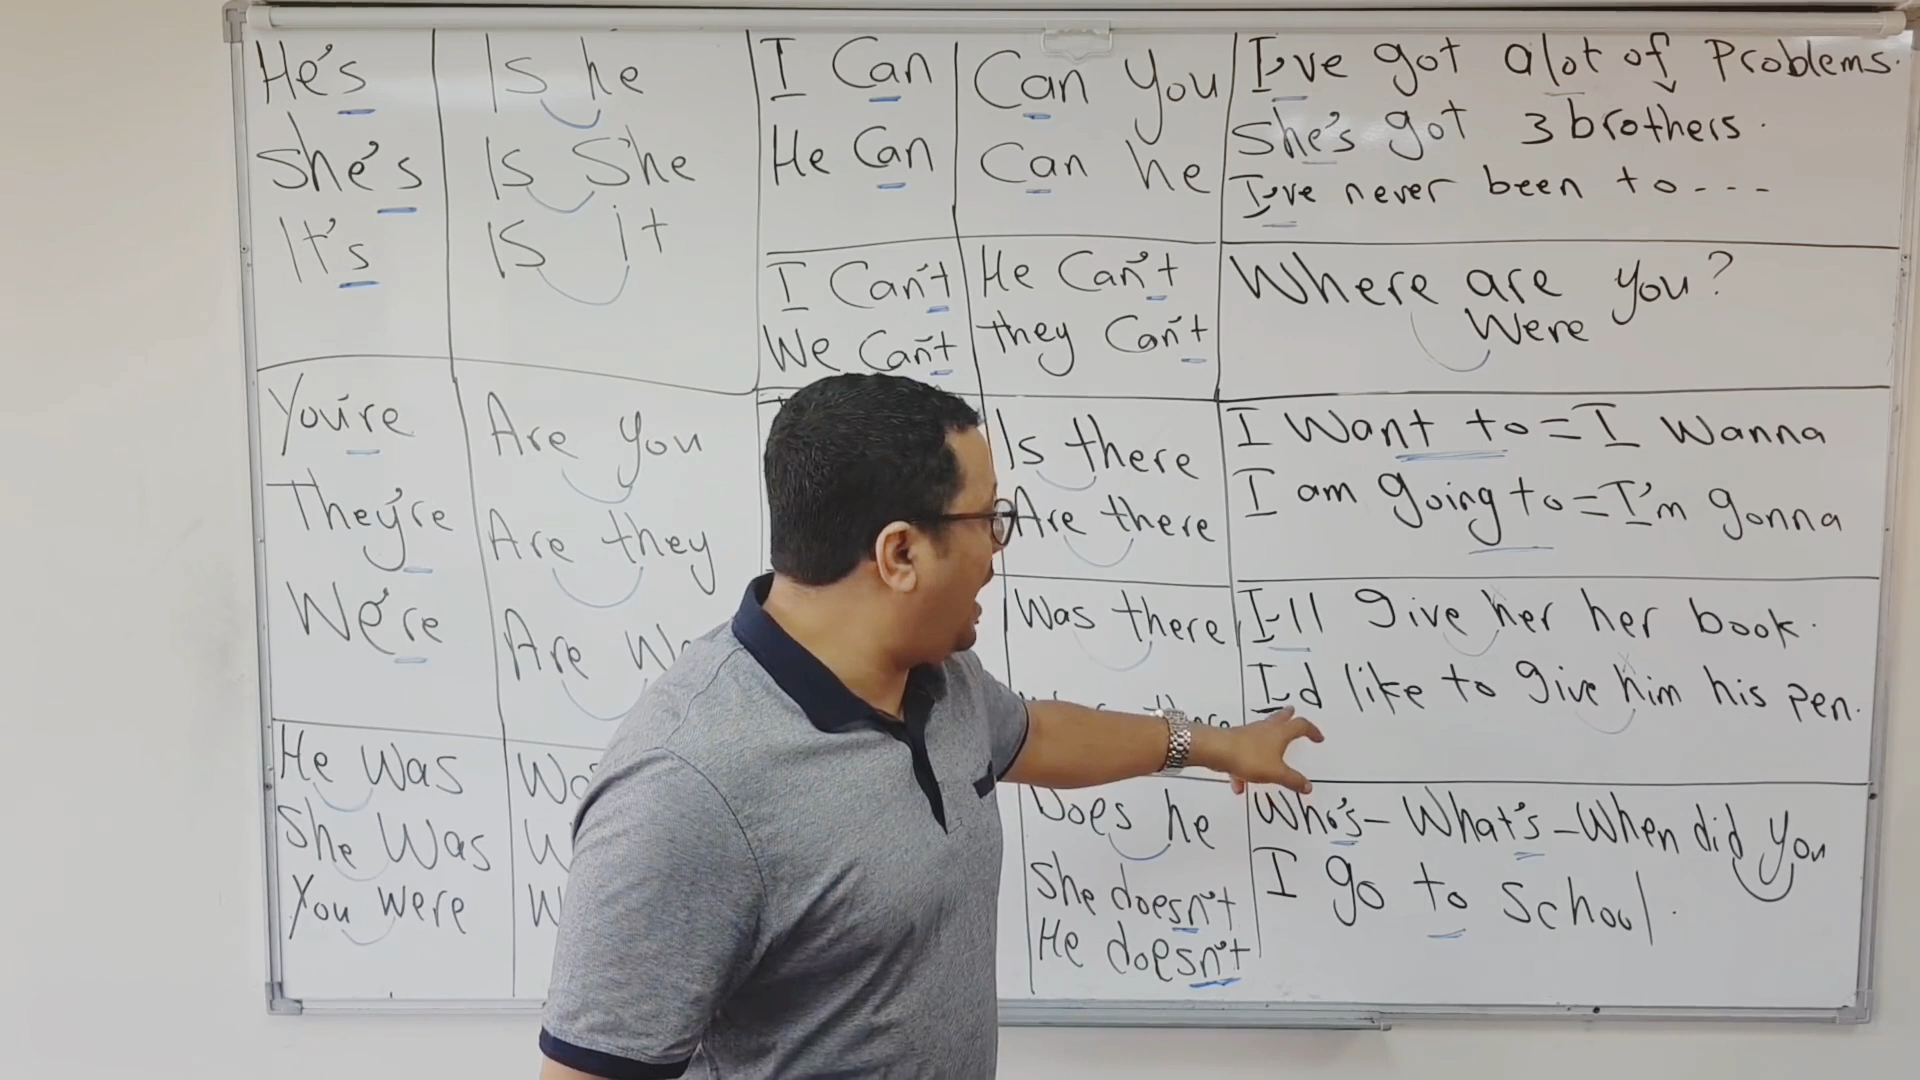 He's
She's
It's
Is he
Is She
Is it
I Can
He Can
Can you
Can he
I've got a lot of Problems.
She's got 3 brothers.
I've never been to ---
I Can't
We Can't
He Can't
they Can't
Where are you?
Were
You're
They're
We're
Are you
Are they
Are
Is there
Are there
I Want to = I Wanna
I am going to = I'm gonna
Was there
I'll give her her book.
I'd like to give him his pen.
He Was
She Was
You were
Does he
She doesn't
He doesn't
Who's - What's - When did you
I go to School.